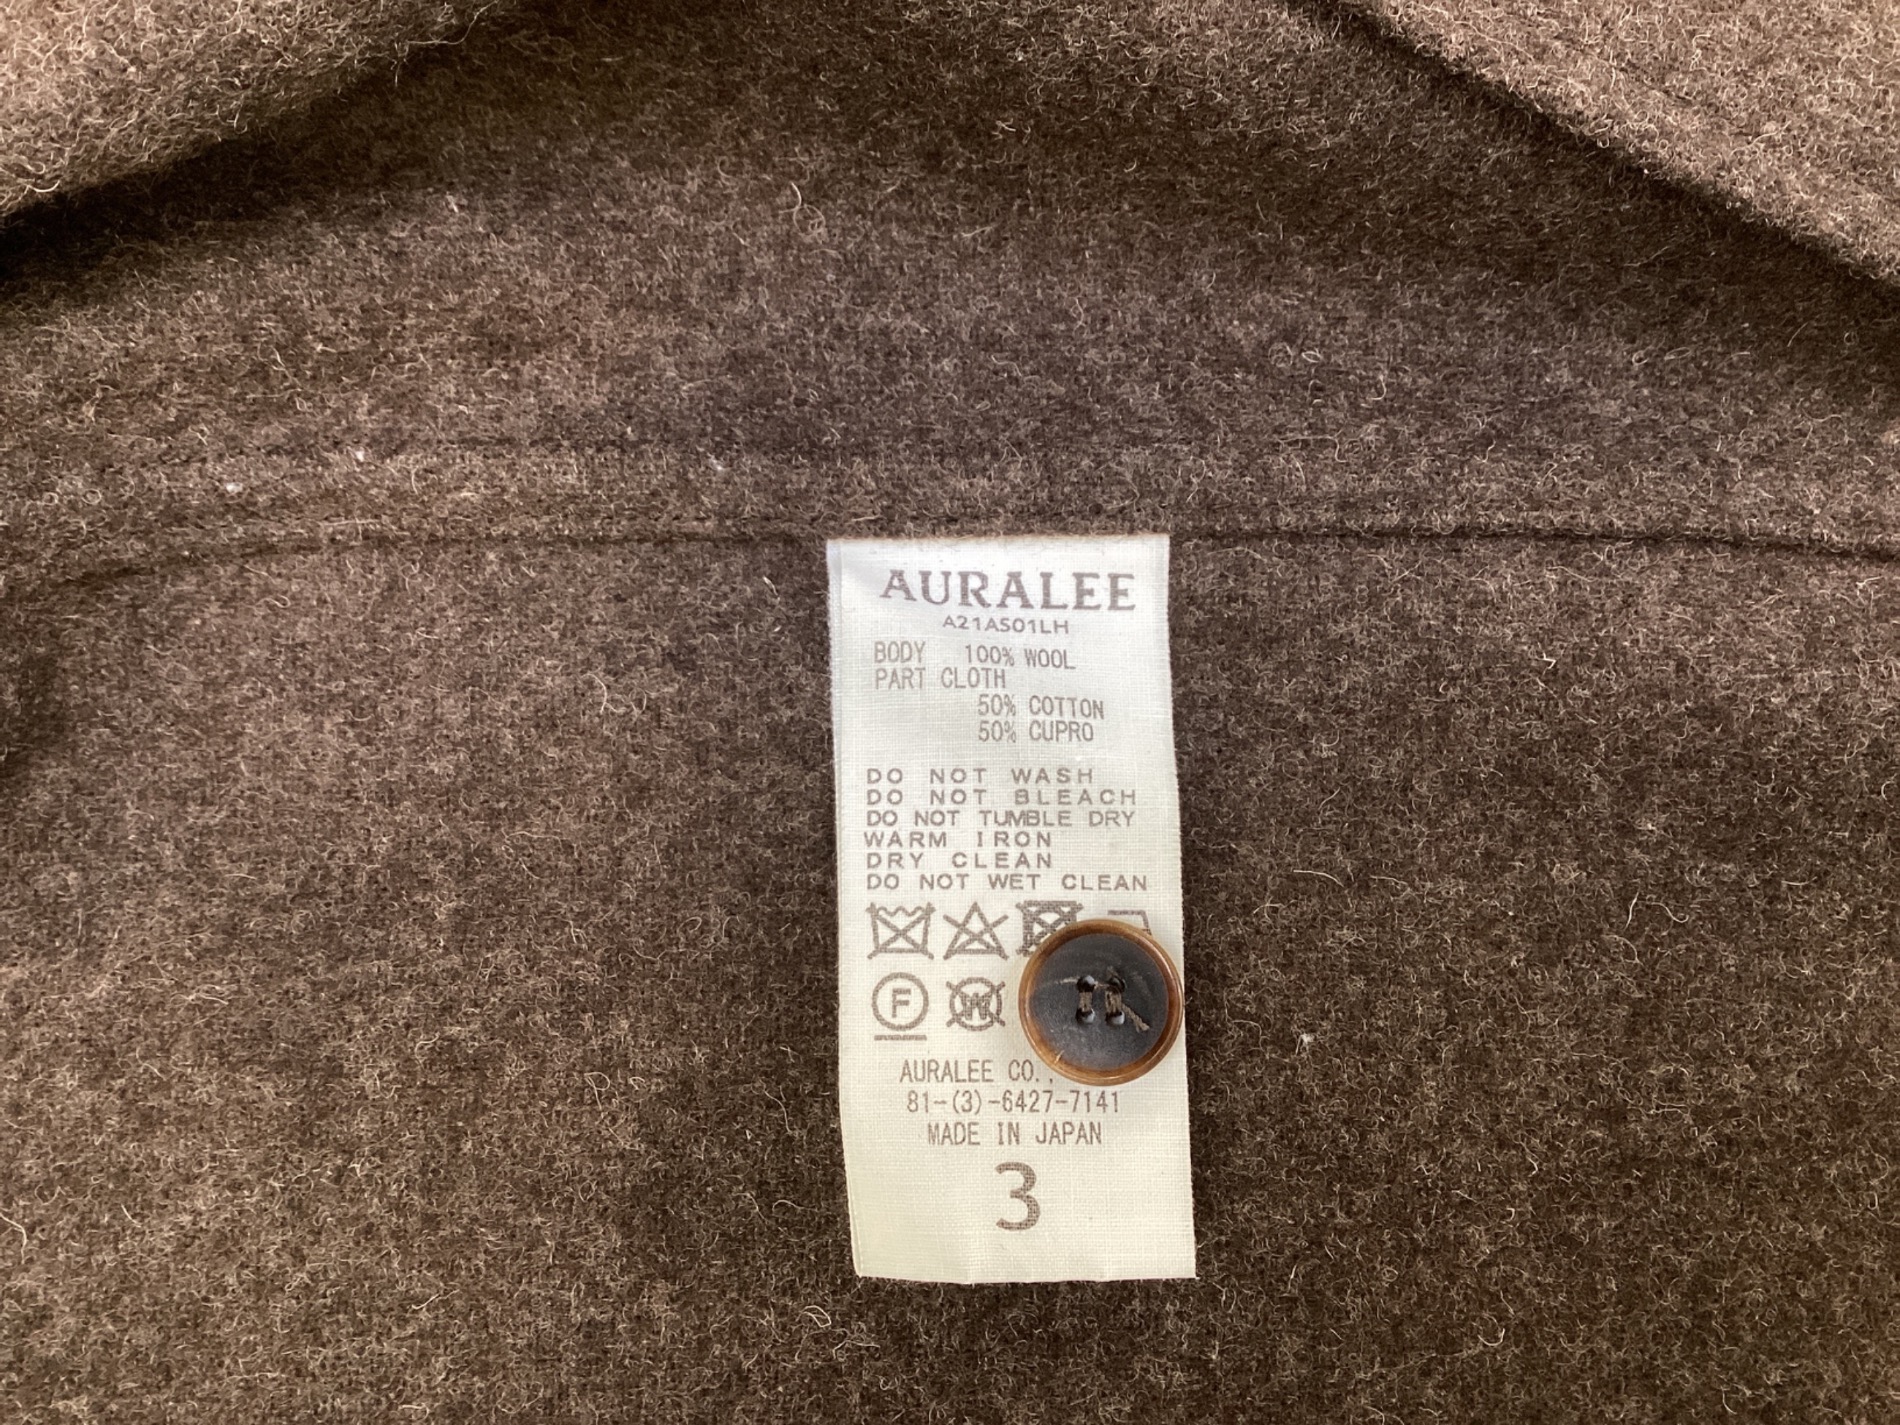 AURALEE
A21AS01LH
BODY 100% WOOL
PART CLOTH
50% COTTON
50% CUPRO
DO NOT WASH
DO NOT BLEACH
DO NOT TUMBLE DRY
WARM IRON
DRY CLEAN
DO NOT WET CLEAN
F W
AURALEE CO.,
81-(3)-6427-7141
MADE IN JAPAN
3